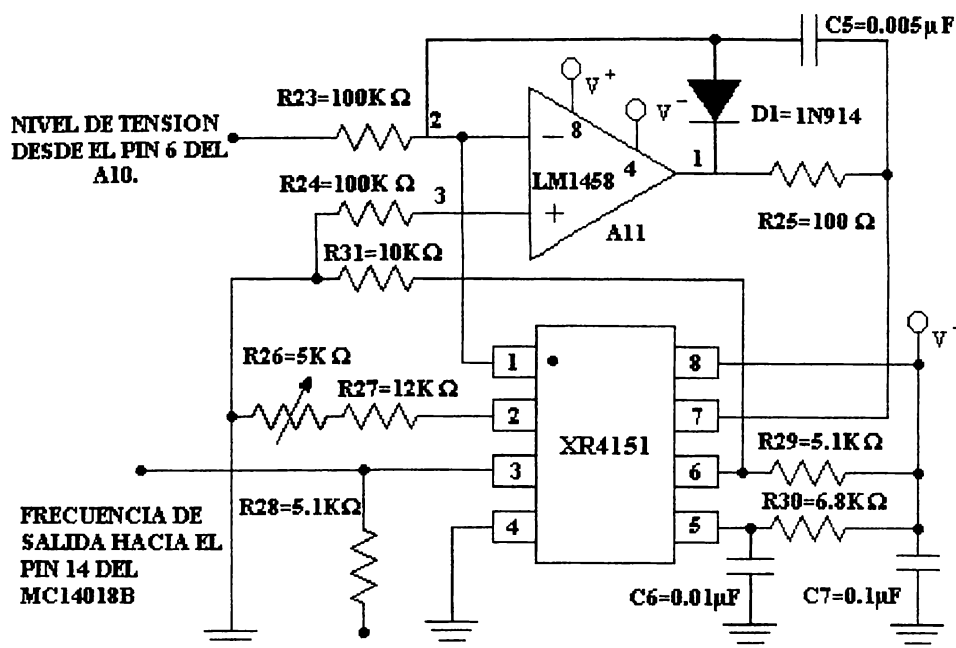 C5=0.005µF
R23=100KΩ
V+
V-
NIVEL DE TENSION
DESDE EL PIN 6 DEL
A10.
2
8
D1=1N914
R24=100KΩ
3
LM1458
4
1
A11
R25=100 Ω
R31=10KΩ
V-
R26=5KΩ
R27=12KΩ
1
8
2
7
XR4151
R29=5.1KΩ
3
6
R30=6.8KΩ
R28=5.1KΩ
4
5
FRECUENCIA DE
SALIDA HACIA EL
PIN 14 DEL
MC14018B
C6=0.01µF
C7=0.1µF